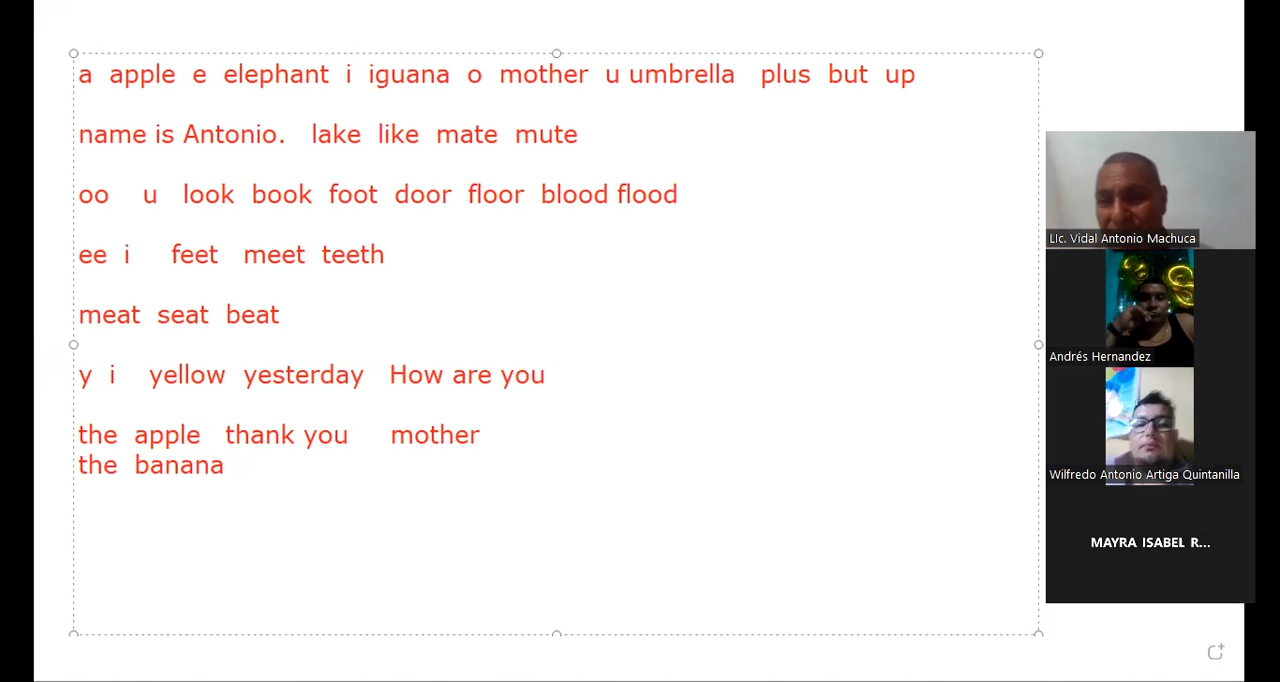 a apple e elephant i iguana o mother u umbrella plus but up
name is Antonio. lake like mate mute
oo u look book foot door floor blood flood
ee i feet meet teeth
meat seat beat
y i yellow yesterday How are you
the apple thank you mother
the banana
LIc. Vidal Antonio Machuca
Andrés Hernandez
Wilfredo Antonio Artiga Quintanilla
MAYRA ISABEL R...